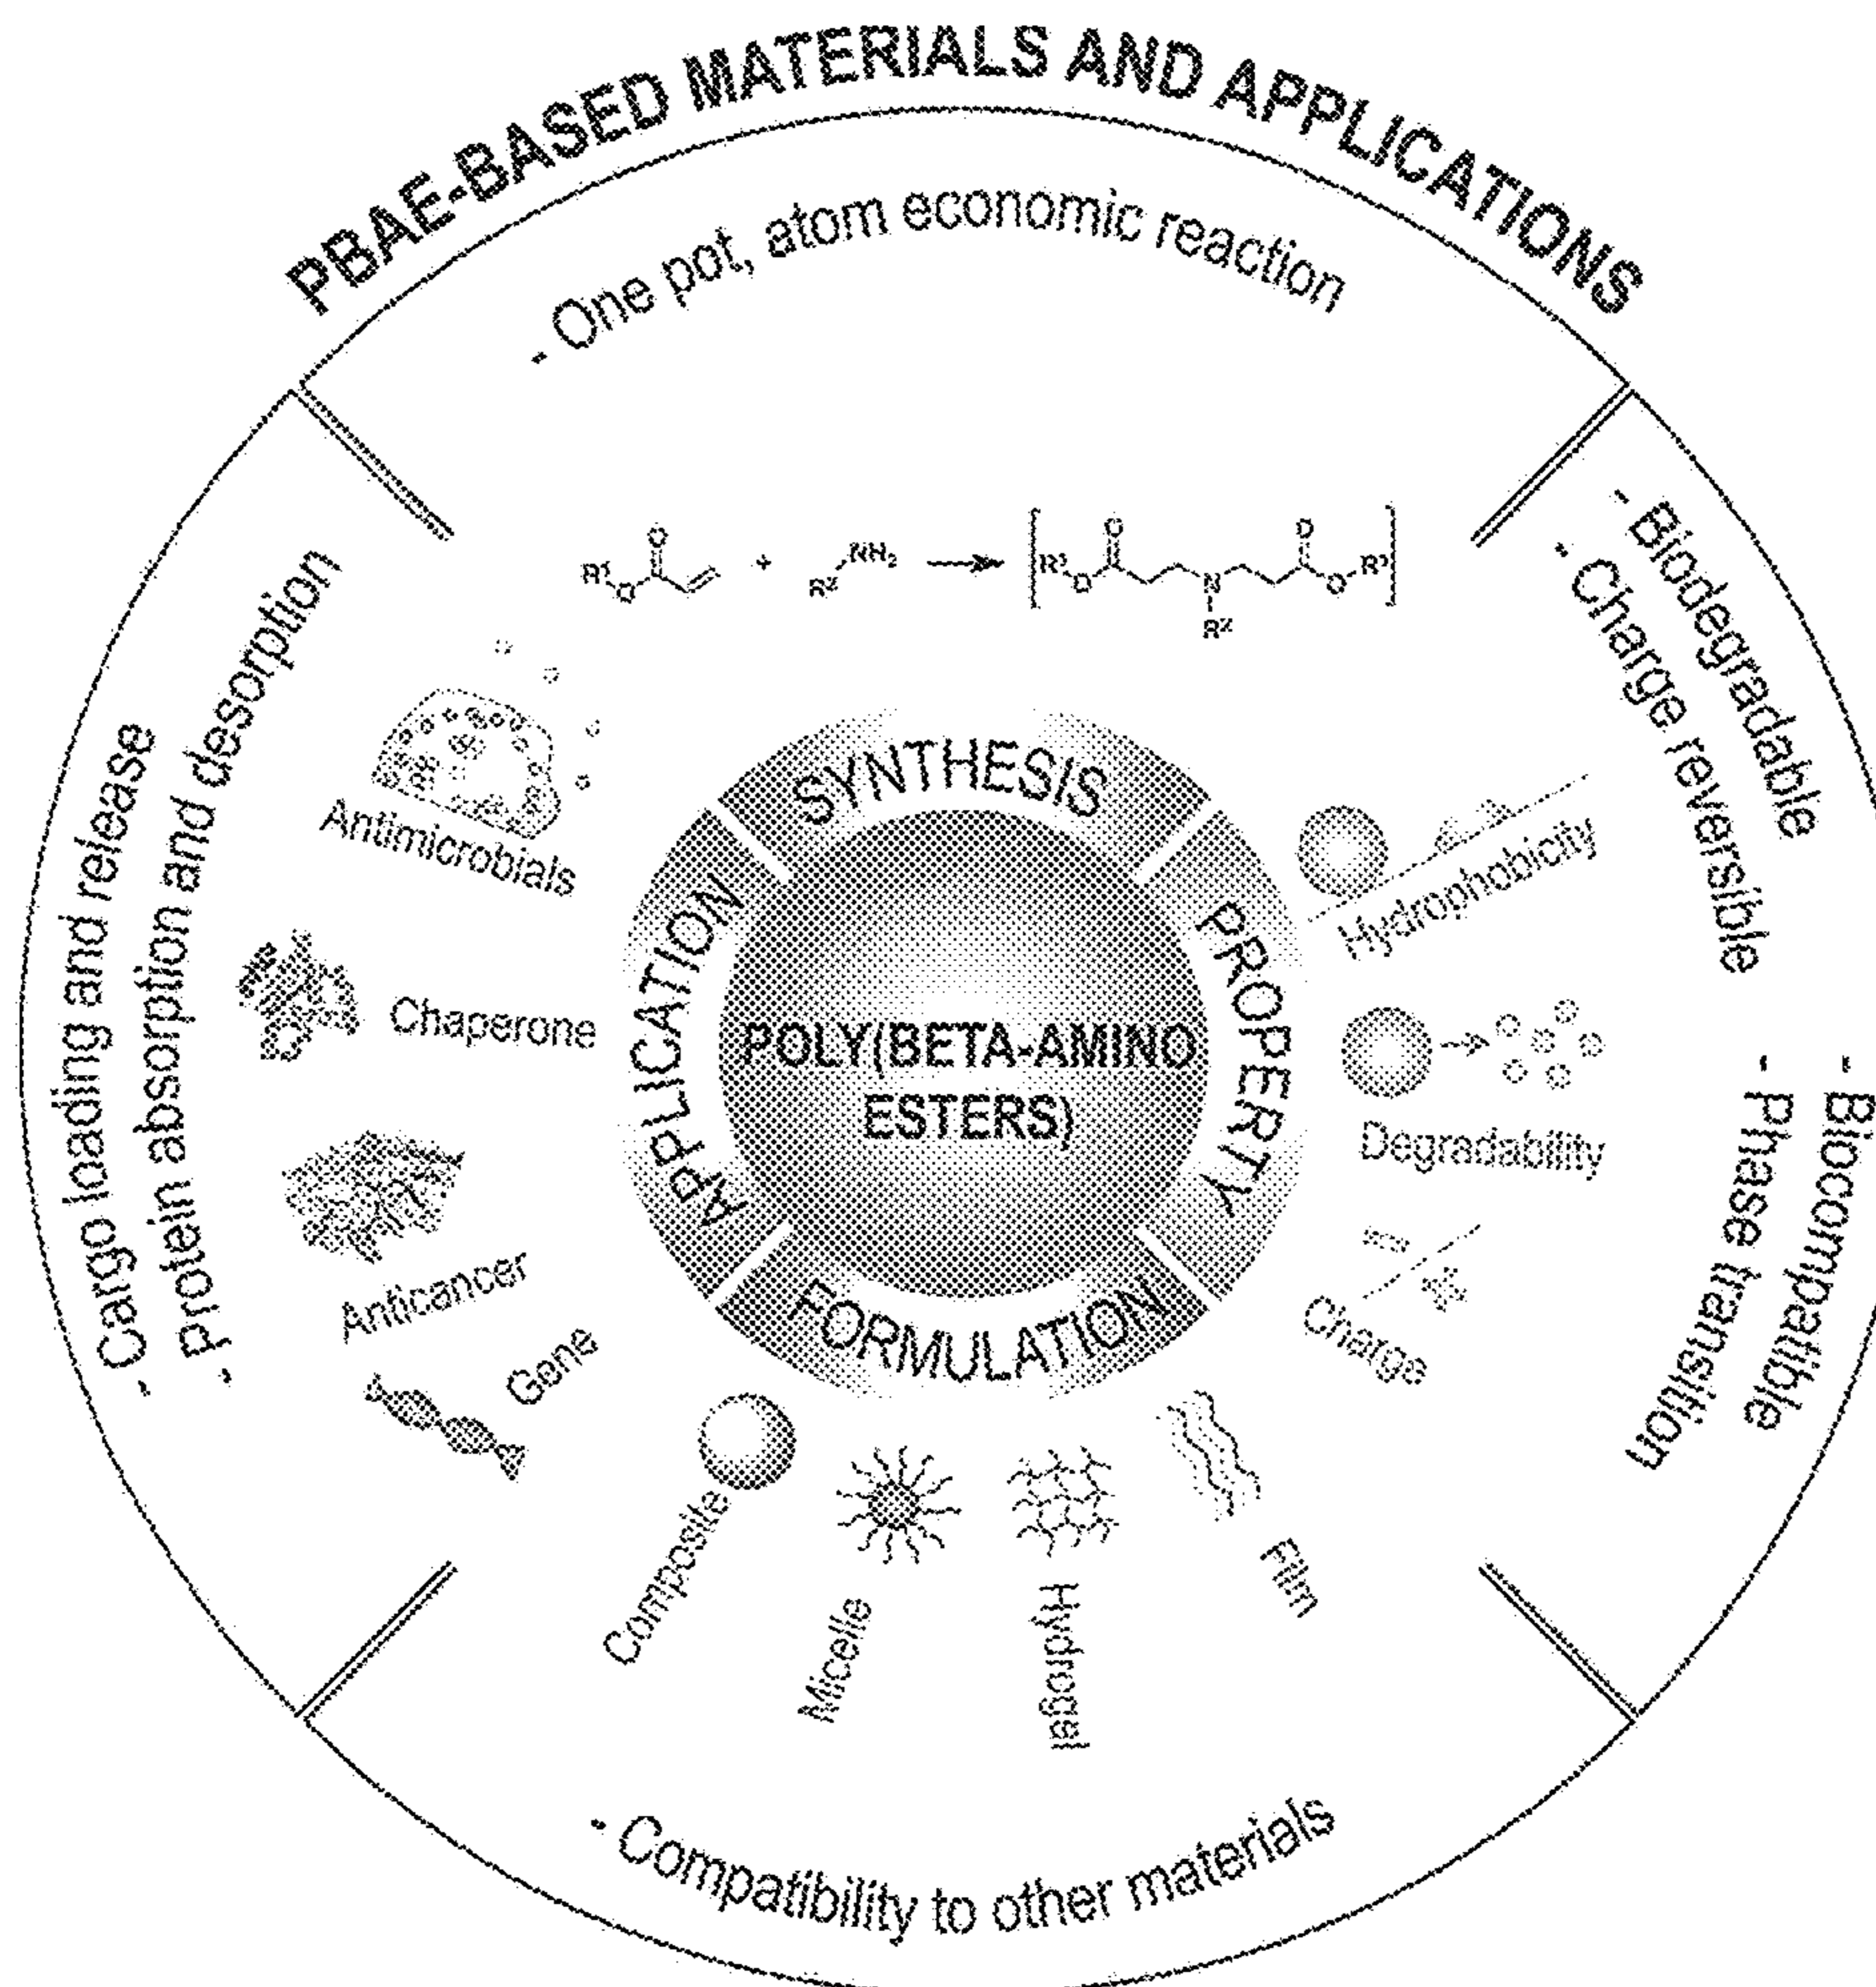 PBAE-BASED MATERIALS AND APPLICATIONS
- One pot, atom economic reaction
R¹ O O + R² NH₂ → [ R¹ O O N R² O O R¹ ]
- Biodegradable
- Charge reversible
- Biocompatible
- Phase transition
- Cargo loading and release
- Protein absorption and desorption
SYNTHESIS
PROPERTY
FORMULATION
APPLICATION
POLY(BETA-AMINO
ESTERS)
Hydrophobicity
Degradability
Charge
Antimicrobials
Chaperone
Anticancer
Gene
Composite
Micelle
Hydrogel
Film
- Compatibility to other materials